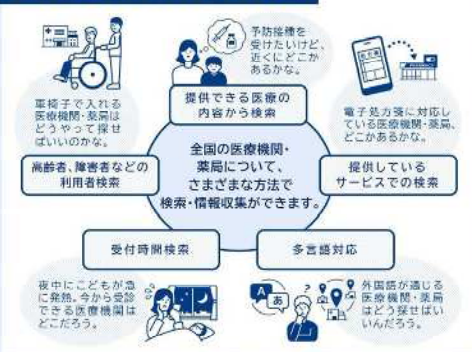 予防接種を
受けたいけど、
近くにどこか
あるかな。
提供できる医療の
内容から検索
車椅子で入れる
医療機関・薬局は
どうやって探せ
ばいいのかな。
高齢者、障害者などの
利用者検索
全国の医療機関・
薬局について、
さまざまな方法で
検索・情報収集ができます。
処方箋
PHARMACY
電子処方箋に対応し
ている医療機関・薬局、
どこかあるかな。
提供している
サービスでの検索
受付時間検索
夜中にこどもが急
に発熱。今から受診
できる医療機関は
どこだろう。
多言語対応
A
あ
外国語が通じる
医療機関・薬局
はどう探せばい
いんだろう。